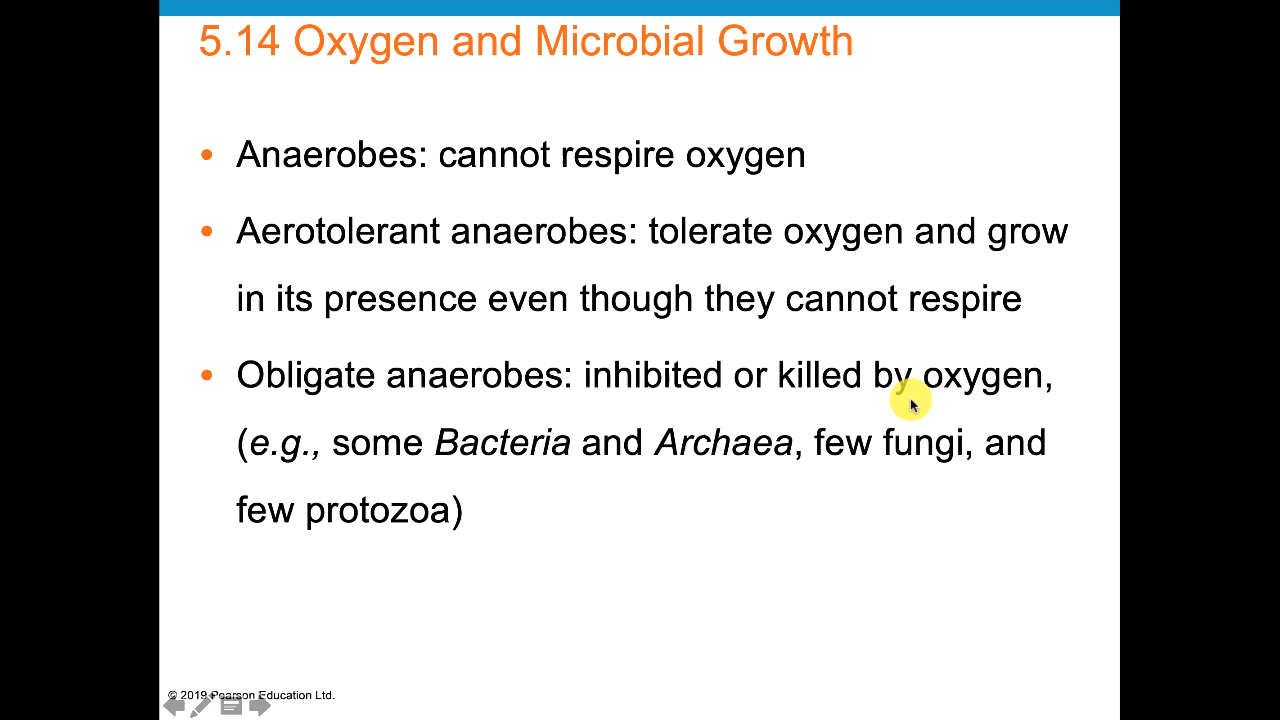 5.14 Oxygen and Microbial Growth
• Anaerobes: cannot respire oxygen
• Aerotolerant anaerobes: tolerate oxygen and grow
in its presence even though they cannot respire
• Obligate anaerobes: inhibited or killed by oxygen,
(e.g., some Bacteria and Archaea, few fungi, and
few protozoa)
© 2019 Pearson Education Ltd.